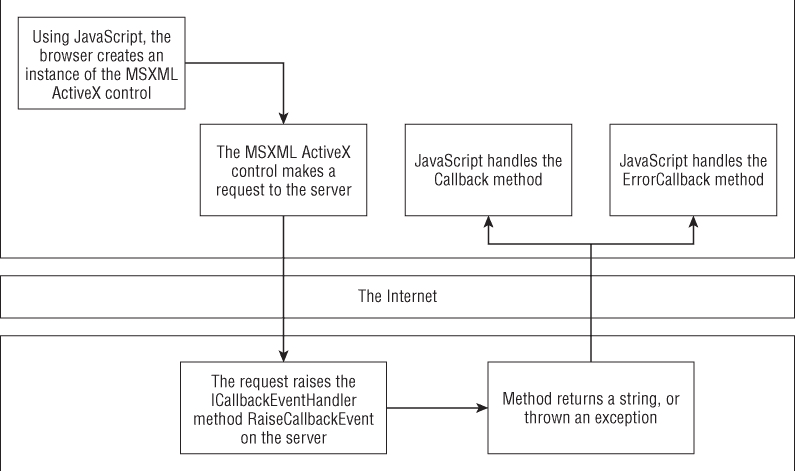 Using JavaScript, the
browser creates an
instance of the MSXML
ActiveX control
The MSXML ActiveX
control makes a
request to the server
JavaScript handles the
Callback method
JavaScript handles the
ErrorCallback method
The Internet
The request raises the
ICallbackEventHandler
method RaiseCallbackEvent
on the server
Method returns a string, or
thrown an exception